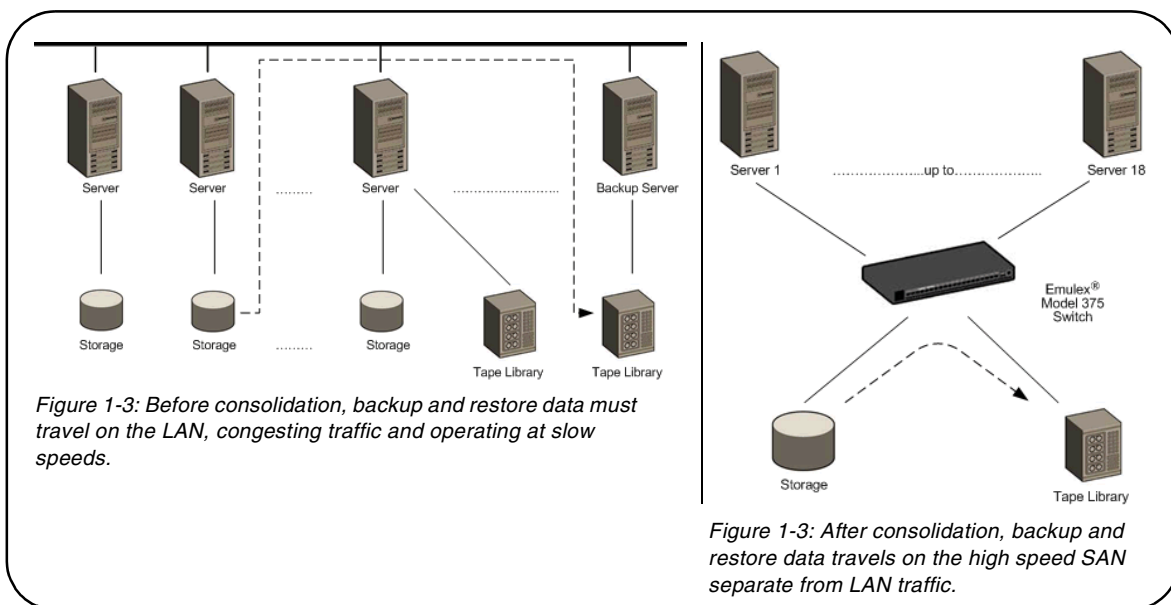 Server
Server
.........
Server
............................
Backup Server
Storage
Storage
.........
Storage
Tape Library
Tape Library
Figure 1-3: Before consolidation, backup and restore data must
travel on the LAN, congesting traffic and operating at slow
speeds.
Server 1
........................up to........................
Server 18
Emulex®
Model 375
Switch
Storage
Tape Library
Figure 1-3: After consolidation, backup and
restore data travels on the high speed SAN
separate from LAN traffic.